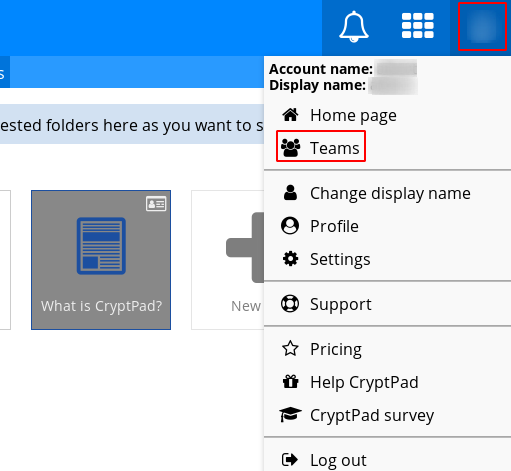 s
Account name:
Display name:
ested folders here as you want to s
Home page
Teams
Change display name
What is CryptPad?
New
Profile
Settings
Support
Pricing
Help CryptPad
CryptPad survey
Log out